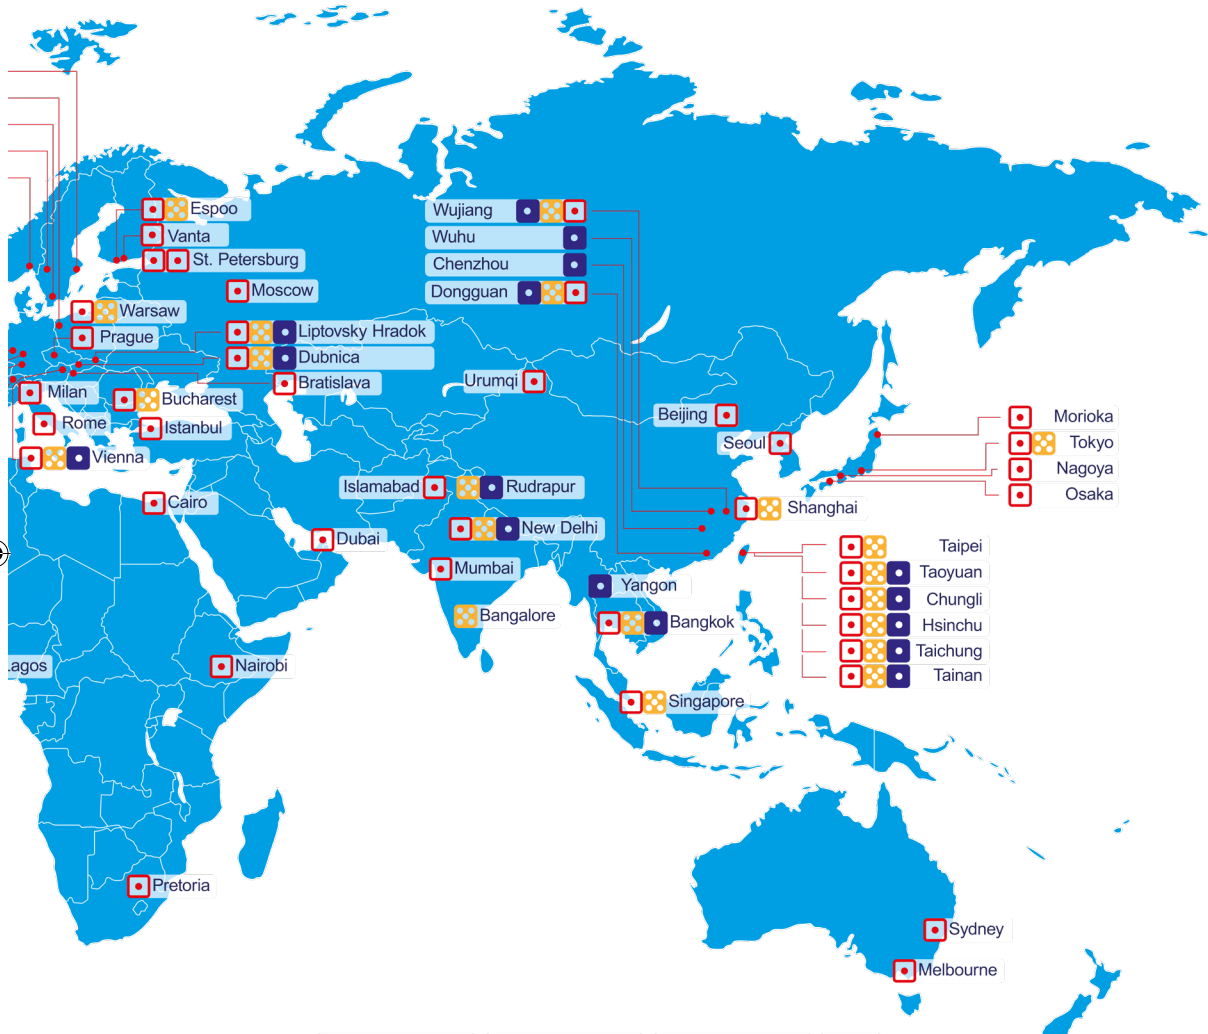 Espoo
Vanta
St. Petersburg
Moscow
Warsaw
Prague
Liptovsky Hradok
Dubnica
Bratislava
Milan
Bucharest
Rome
Istanbul
Vienna
Cairo
Dubai
Wujiang
Wuhu
Chenzhou
Dongguan
Urumqi
Beijing
Seoul
Morioka
Tokyo
Nagoya
Osaka
Islamabad
Rudrapur
Shanghai
New Delhi
Mumbai
Yangon
Bangalore
Bangkok
Taipei
Taoyuan
Chungli
Hsinchu
Taichung
Tainan
Lagos
Nairobi
Singapore
Pretoria
Sydney
Melbourne